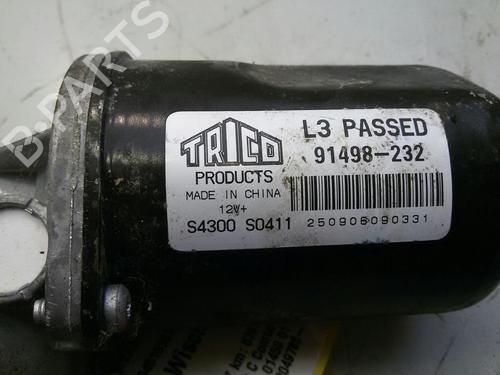 B-PARTS
TRICO
PRODUCTS
MADE IN CHINA
12V+
S4300 S0411
L3 PASSED
91498-232
250906090331